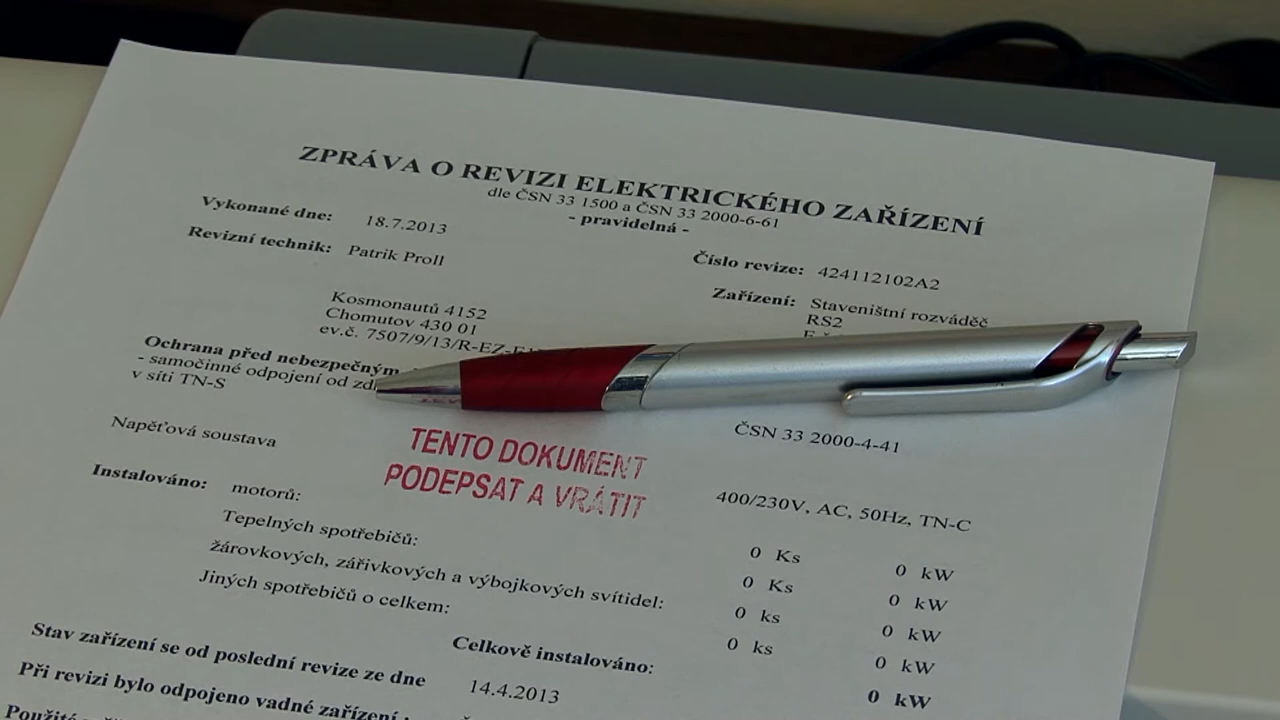 ZPRÁVA O REVIZI ELEKTRICKÉHO ZAŘÍZENÍ
dle ČSN 33 1500 a ČSN 33 2000-6-61
- pravidelná -
Vykonané dne: 18.7.2013
Revizní technik: Patrik Proll
Číslo revize: 424112102A2
Kosmonautů 4152
Chomutov 430 01
ev.č. 7507/9/13/R-EZ-
Zařízení: Staveništní rozváděč
RS2
Ochrana před nebezpečným
- samočinné odpojení od
v síti TN-S
ČSN 33 2000-4-41
Napěťová soustava
400/230V, AC, 50Hz, TN-C
TENTO DOKUMENT
PODEPSAT A VRÁTIT
Instalováno: motorů: 0 Ks 0 kW
Tepelných spotřebičů: 0 Ks 0 kW
žárovkových, zářivkových a výbojkových svítidel: 0 ks 0 kW
Jiných spotřebičů o celkem: 0 ks 0 kW
Celkově instalováno: 0 kW
Stav zařízení se od poslední revize ze dne 14.4.2013
Při revizi bylo odpojeno vadné zařízení :